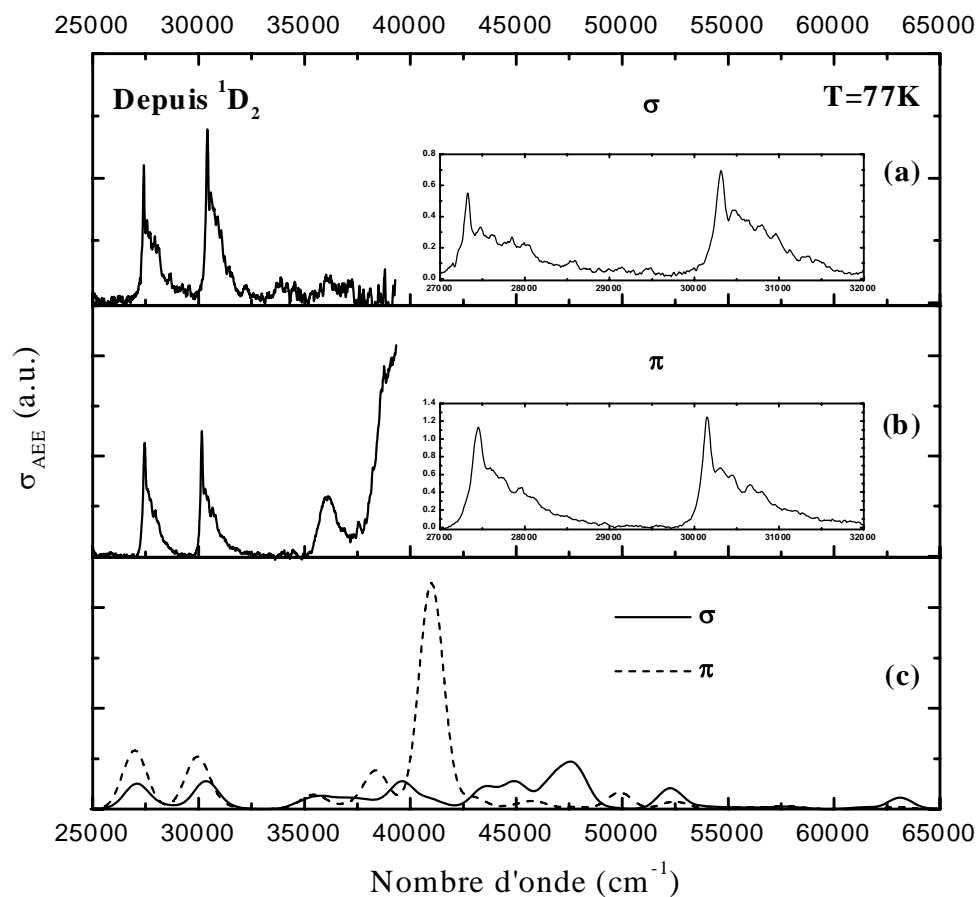 25000 30000 35000 40000 45000 50000 55000 60000 65000
Depuis ¹D₂
σ
T=77K
(a)
0.8
0.6
0.4
0.2
0.0
27000 28000 29000 30000 31000 32000
π
(b)
1.4
1.2
1.0
0.8
0.6
0.4
0.2
0.0
27000 28000 29000 30000 31000 32000
σ_AEE (a.u.)
σ
π
(c)
25000 30000 35000 40000 45000 50000 55000 60000 65000
Nombre d'onde (cm⁻¹)